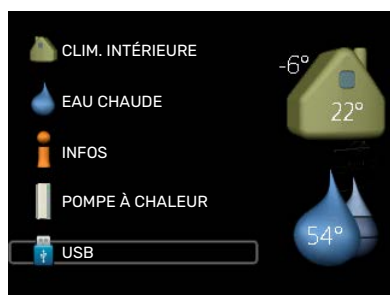 CLIM. INTÉRIEURE
-6°
22°
EAU CHAUDE
INFOS
POMPE À CHALEUR
54°
USB